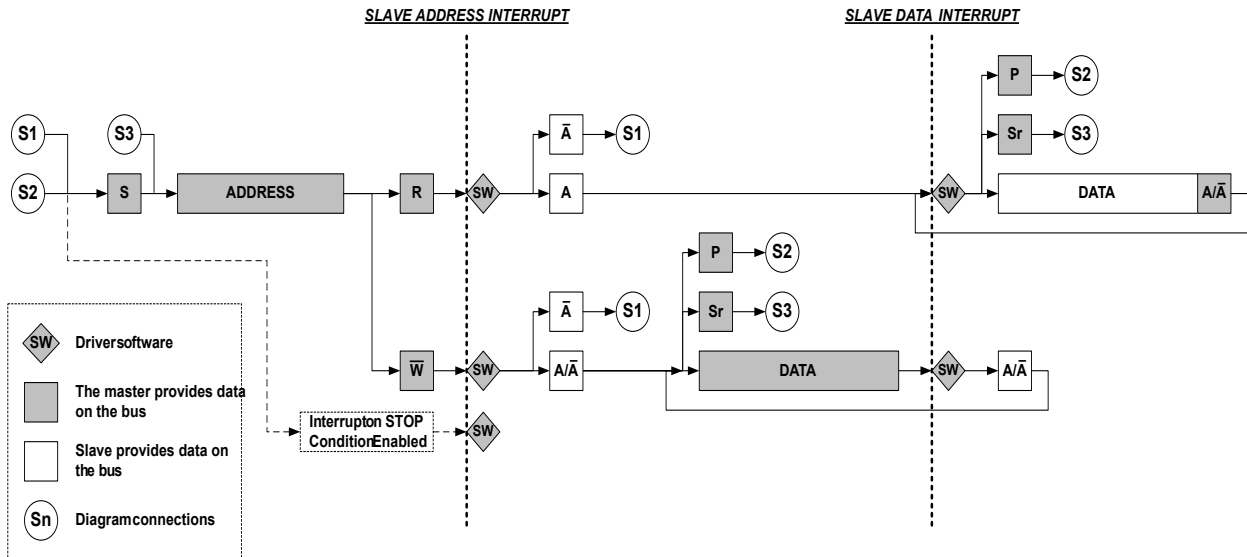 SLAVE ADDRESS INTERRUPT
SLAVE DATA INTERRUPT
P
S2
S1
S3
A̅
S1
Sr
S3
S2
S
ADDRESS
R
SW
A
SW
DATA
A/A̅
P
S2
A̅
S1
Sr
S3
W̅
SW
A/A̅
DATA
SW
A/A̅
Interrupton STOP
ConditionEnabled
SW
SW
Driversoftware
The master provides data
on the bus
Slave provides data on
the bus
Sn
Diagramconnections